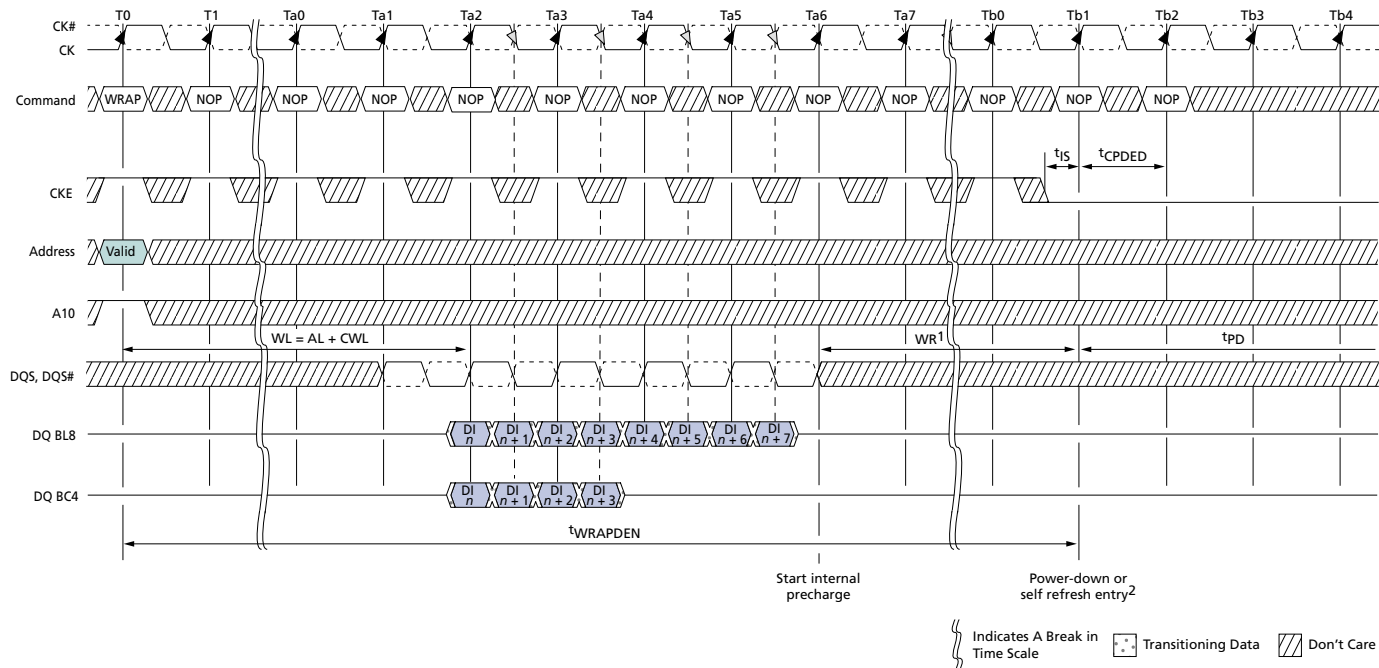 T0 T1 Ta0 Ta1 Ta2 Ta3 Ta4 Ta5 Ta6 Ta7 Tb0 Tb1 Tb2 Tb3 Tb4
CK#
CK
Command WRAP NOP NOP NOP NOP NOP NOP NOP NOP NOP NOP NOP NOP
tIS tCPDED
CKE
Address Valid
A10
WL = AL + CWL WR1 tPD
DQS, DQS#
DQ BL8 DI n DI n + 1 DI n + 2 DI n + 3 DI n + 4 DI n + 5 DI n + 6 DI n + 7
DQ BC4 DI n DI n + 1 DI n + 2 DI n + 3
tWRAPDEN
Start internal
precharge
Power-down or
self refresh entry2
Indicates A Break in
Time Scale
Transitioning Data
Don't Care